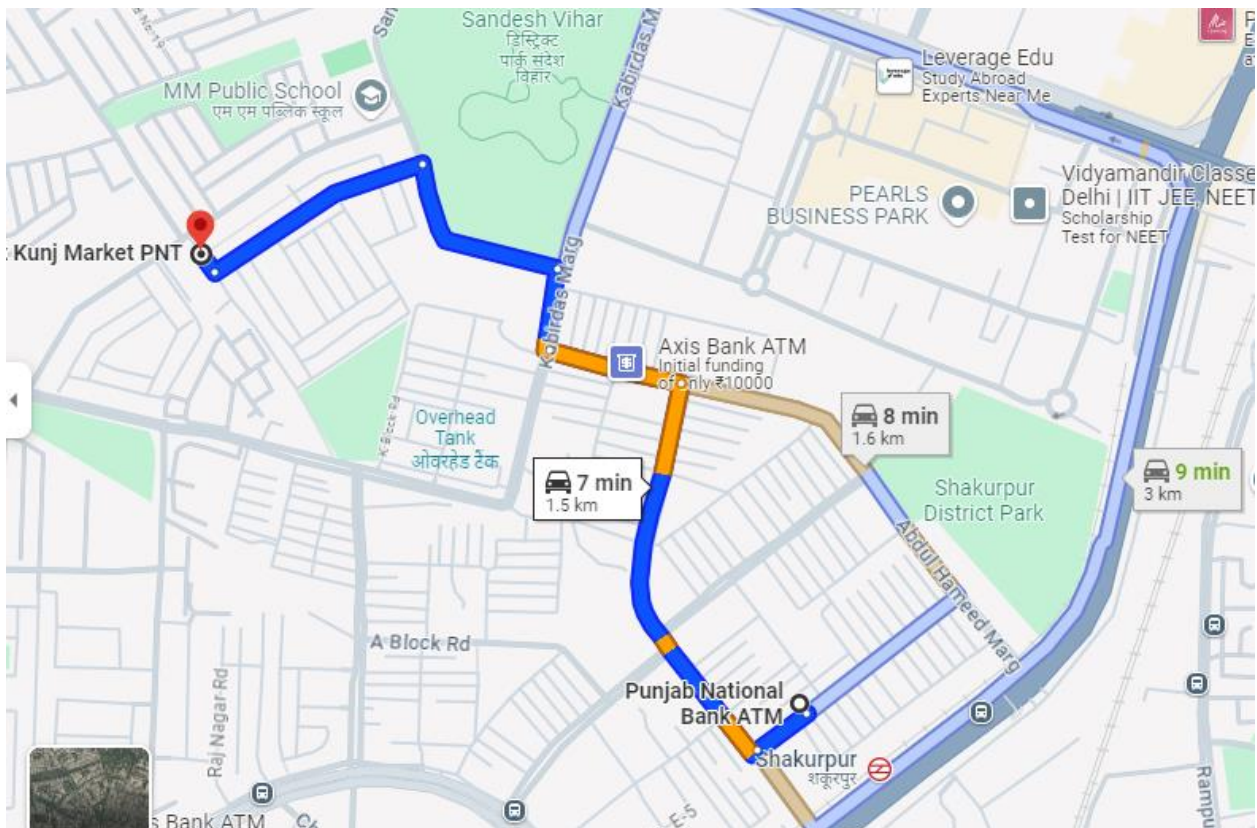 Sandesh Vihar
डिस्ट्रिक्ट
पार्क संदेश
विहार
Kabirdas M
Leverage Edu
Study Abroad
Experts Near Me
MM Public School
एम एम पब्लिक स्कूल
Vidyamandir Classe
Delhi | IIT JEE, NEET
Scholarship
Test for NEET
PEARLS
BUSINESS PARK
Kunj Market PNT
Kabirdas Marg
Axis Bank ATM
Initial funding
of only ₹10000
8 min
1.6 km
K-Block Rd
Overhead
Tank
ओवरहेड टैंक
7 min
1.5 km
9 min
3 km
Shakurpur
District Park
Abdul Hameed Marg
A Block Rd
Punjab National
Bank ATM
Raj Nagar Rd
Shakurpur
शकूरपुर
E-5
s Bank ATM
Rampu